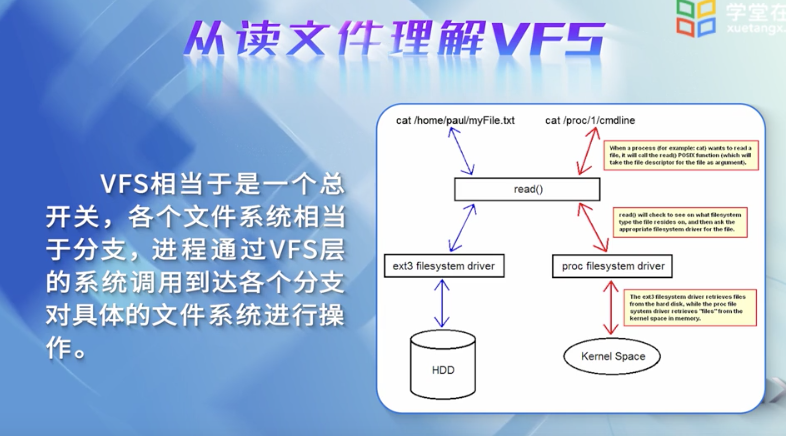 从读文件理解VFS
学堂在
xuetangx.
VFS相当于是一个总
开关，各个文件系统相当
于分支，进程通过VFS层
的系统调用到达各个分支
对具体的文件系统进行操
作。
cat /home/paul/myFile.txt
cat /proc/1/cmdline
When a process (for example: cat) wants to read a
file, it will call the read() POSIX function (which will
take the file descriptor for the file as argument).
read()
read() will check to see on what filesystem
type the file resides on, and then ask the
appropriate filesystem driver for the file.
ext3 filesystem driver
proc filesystem driver
The ext3 filesystem driver retrieves files
from the hard disk, while the proc file
system driver retrieves "files" from the
kernel space in memory.
HDD
Kernel Space